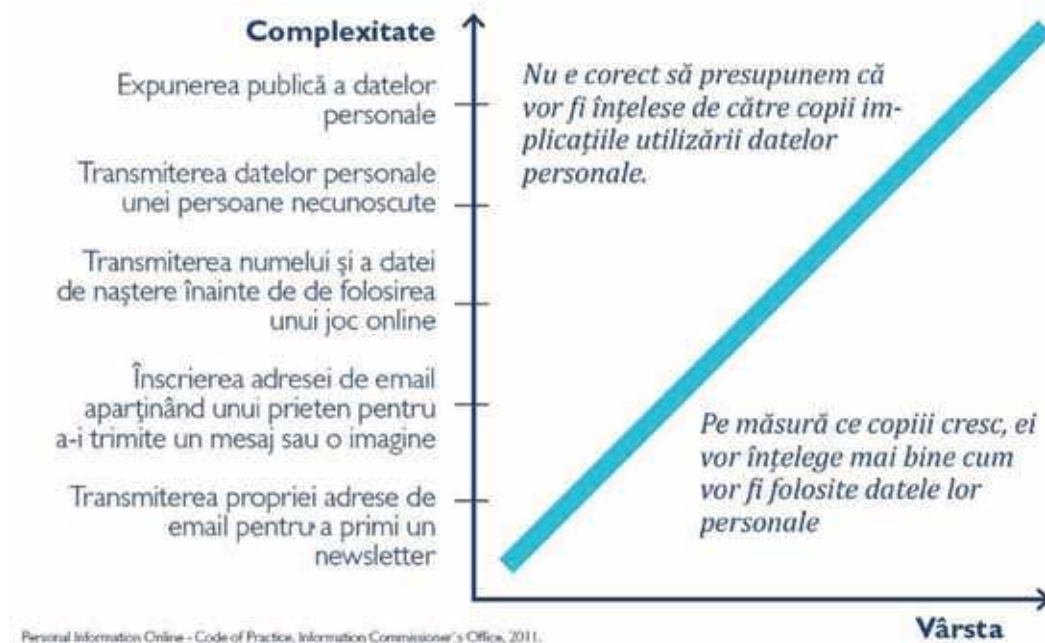 Complexitate
Expunerea publică a datelor
personale
Transmiterea datelor personale
unei persoane necunoscute
Transmiterea numelui și a datei
de naștere înainte de de folosirea
unui joc online
Înscrierea adresei de email
aparținând unui prieten pentru
a-i trimite un mesaj sau o imagine
Transmiterea propriei adrese de
email pentru a primi un
newsletter
Nu e corect să presupunem că
vor fi înțelese de către copii im-
plicațiile utilizării datelor
personale.
Pe măsură ce copiii cresc, ei
vor înțelege mai bine cum
vor fi folosite datele lor
personale
Vârsta
Personal Information Online - Code of Practice, Information Commissioner's Office, 2011.